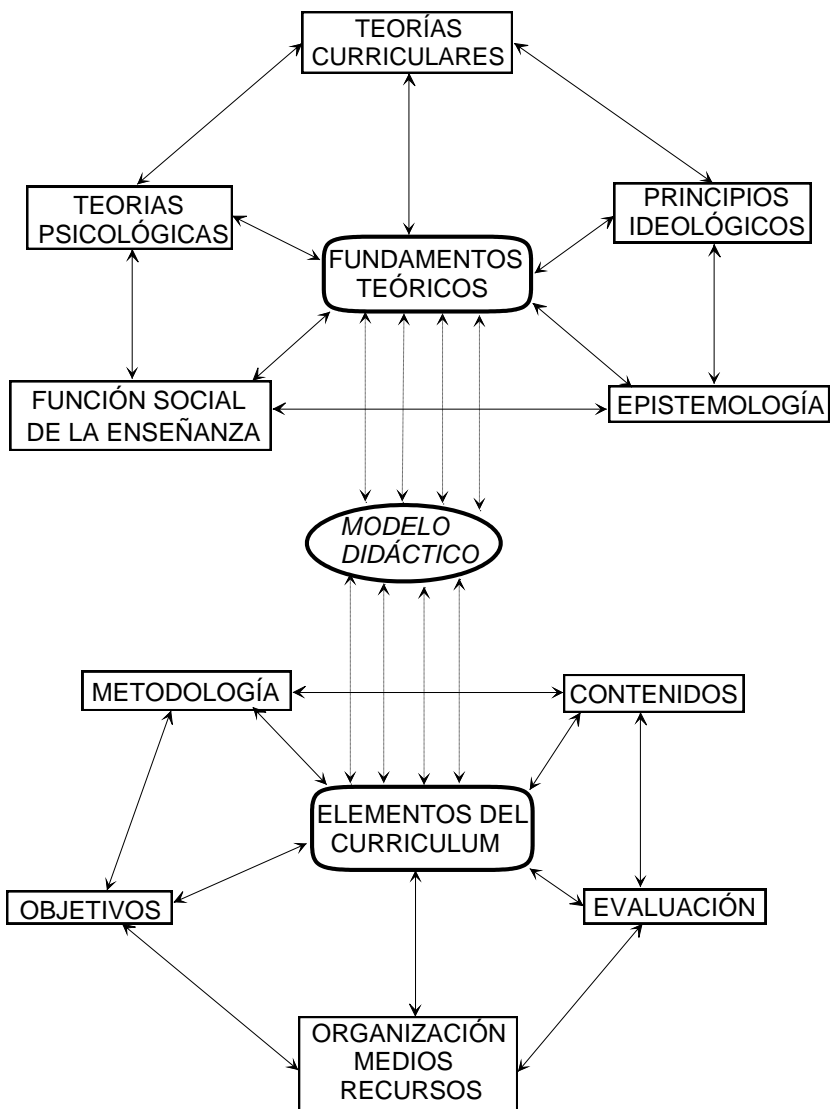 TEORÍAS
CURRICULARES
TEORIAS
PSICOLÓGICAS
PRINCIPIOS
IDEOLÓGICOS
FUNDAMENTOS
TEÓRICOS
FUNCIÓN SOCIAL
DE LA ENSEÑANZA
EPISTEMOLOGÍA
MODELO
DIDÁCTICO
METODOLOGÍA
CONTENIDOS
ELEMENTOS DEL
CURRICULUM
OBJETIVOS
EVALUACIÓN
ORGANIZACIÓN
MEDIOS
RECURSOS